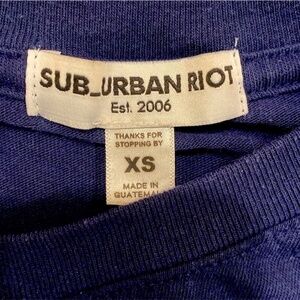 SUB_URBAN RIOT
Est. 2006
THANKS FOR
STOPPING BY
XS
MADE IN
GUATEMALA